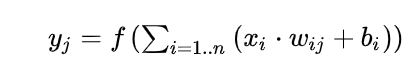 y_j = f (∑_{i=1..n} (x_i · w_{ij} + b_i))